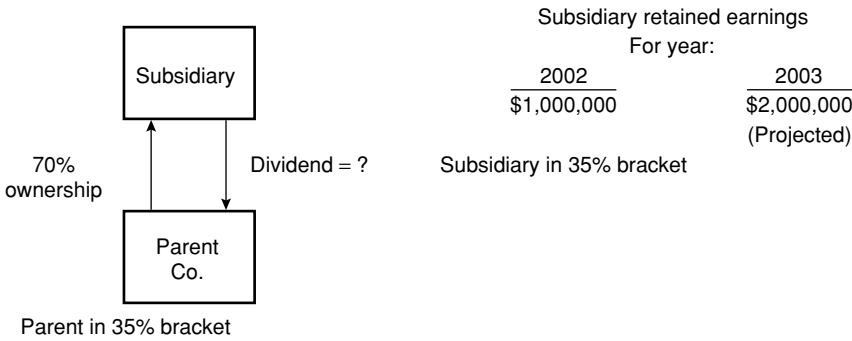 Subsidiary retained earnings
For year:
2002 2003
$1,000,000 $2,000,000
(Projected)
Subsidiary
70%
ownership
Dividend = ?
Subsidiary in 35% bracket
Parent
Co.
Parent in 35% bracket